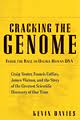 CRACKING THE
GENOME
INSIDE THE RACE TO UNLOCK HUMAN DNA
Craig Venter, Francis Collins,
James Watson, and the Story
of the Greatest Scientific
Discovery of Our Time
KEVIN DAVIES